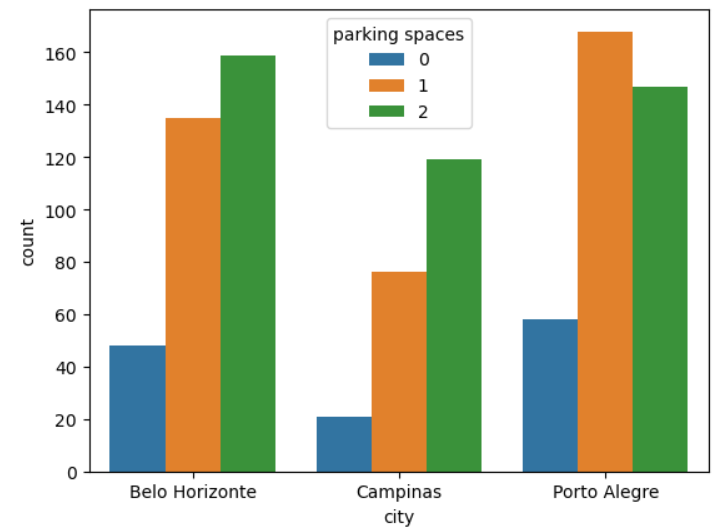 parking spaces
0
1
2
160
140
120
100
80
60
40
20
0
count
Belo Horizonte
Campinas
Porto Alegre
city